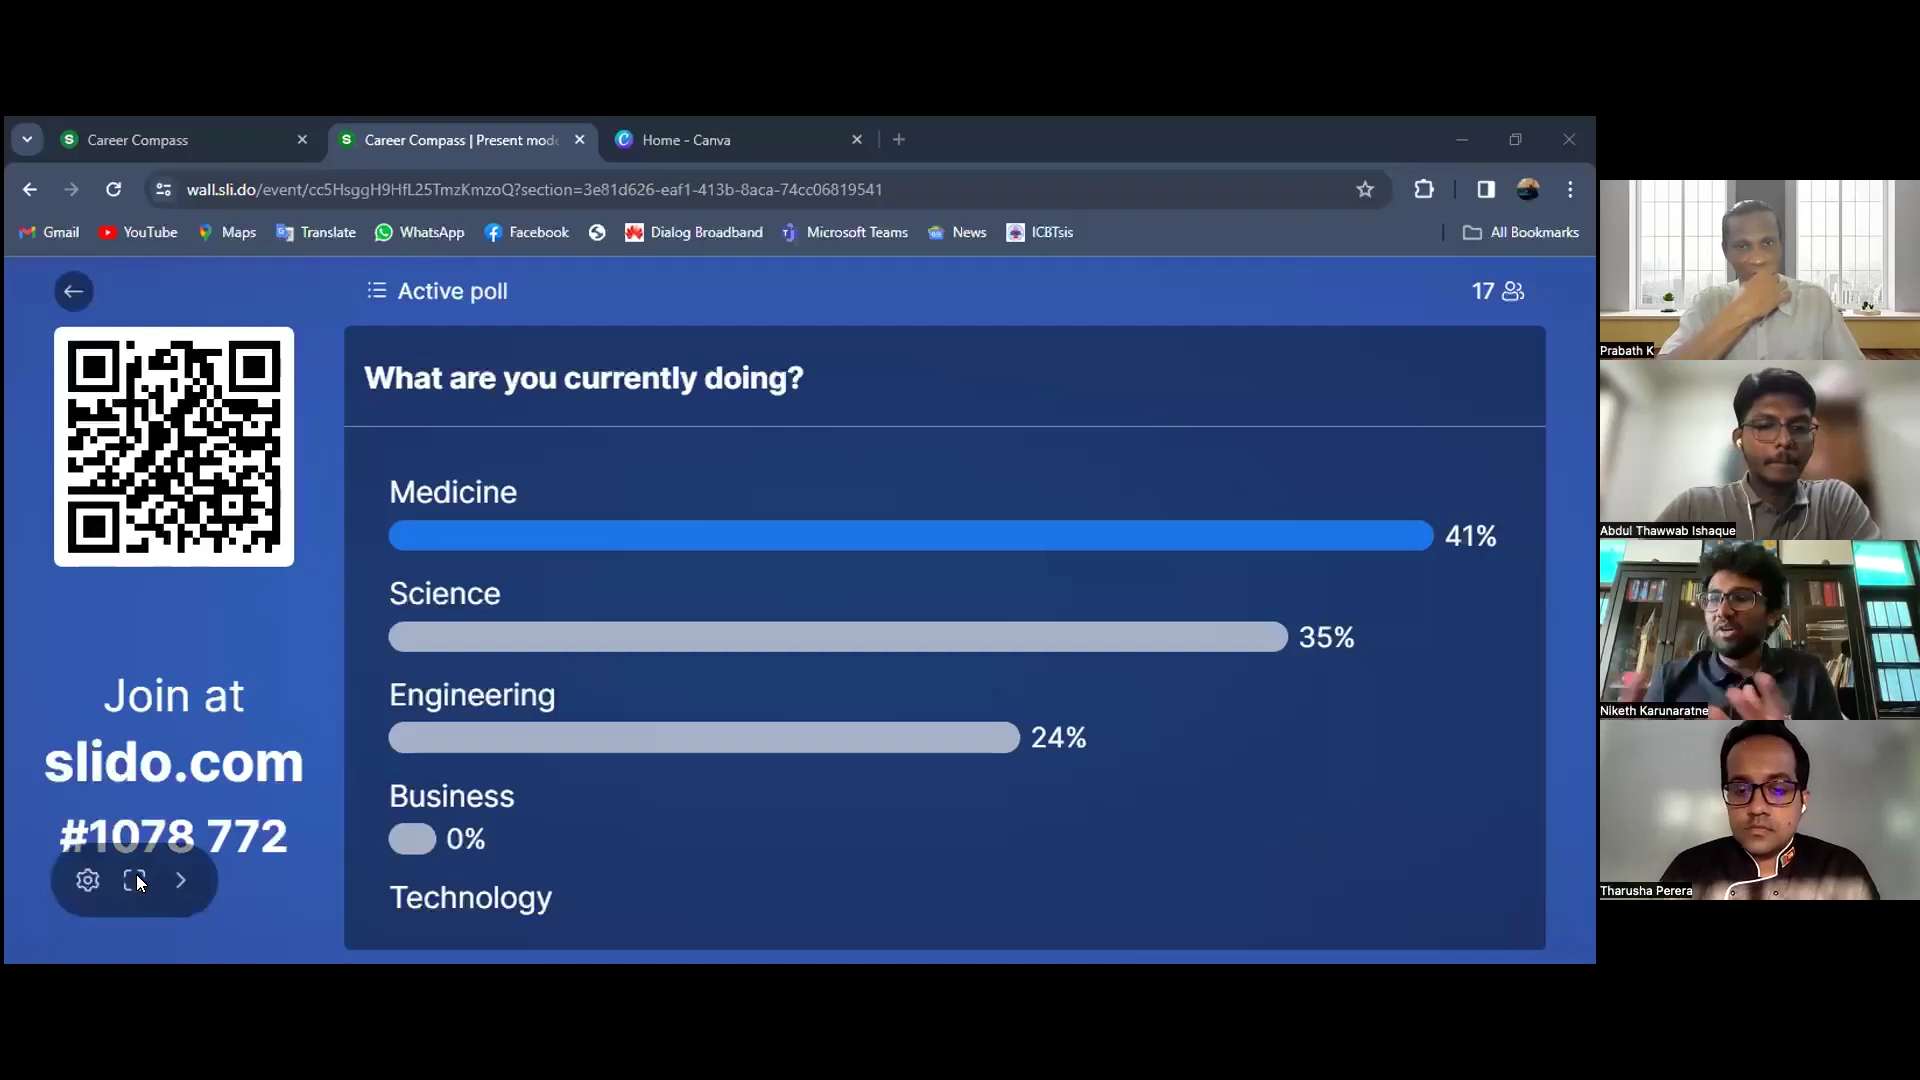 Career Compass
Career Compass | Present mod
Home - Canva
wall.sli.do/event/cc5HsggH9HfL25TmzKmzoQ?section=3e81d626-eaf1-413b-8aca-74cc06819541
Gmail
YouTube
Maps
Translate
WhatsApp
Facebook
Dialog Broadband
Microsoft Teams
News
ICBTsis
All Bookmarks
Active poll
17
What are you currently doing?
Medicine
41%
Science
35%
Engineering
24%
Business
0%
Technology
Join at
slido.com
#1078 772
Prabath K
Abdul Thawwab Ishaque
Niketh Karunaratne
Tharusha Perera